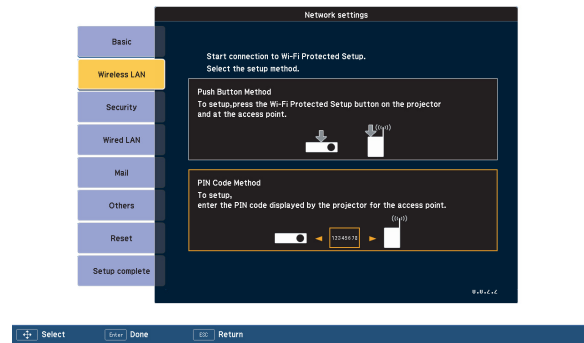 Network settings
Basic
Wireless LAN
Security
Wired LAN
Mail
Others
Reset
Setup complete
Start connection to Wi-Fi Protected Setup.
Select the setup method.
Push Button Method
To setup,press the Wi-Fi Protected Setup button on the projector
and at the access point.
PIN Code Method
To setup,
enter the PIN code displayed by the projector for the access point.
12345678
Select
Enter Done
ESC Return